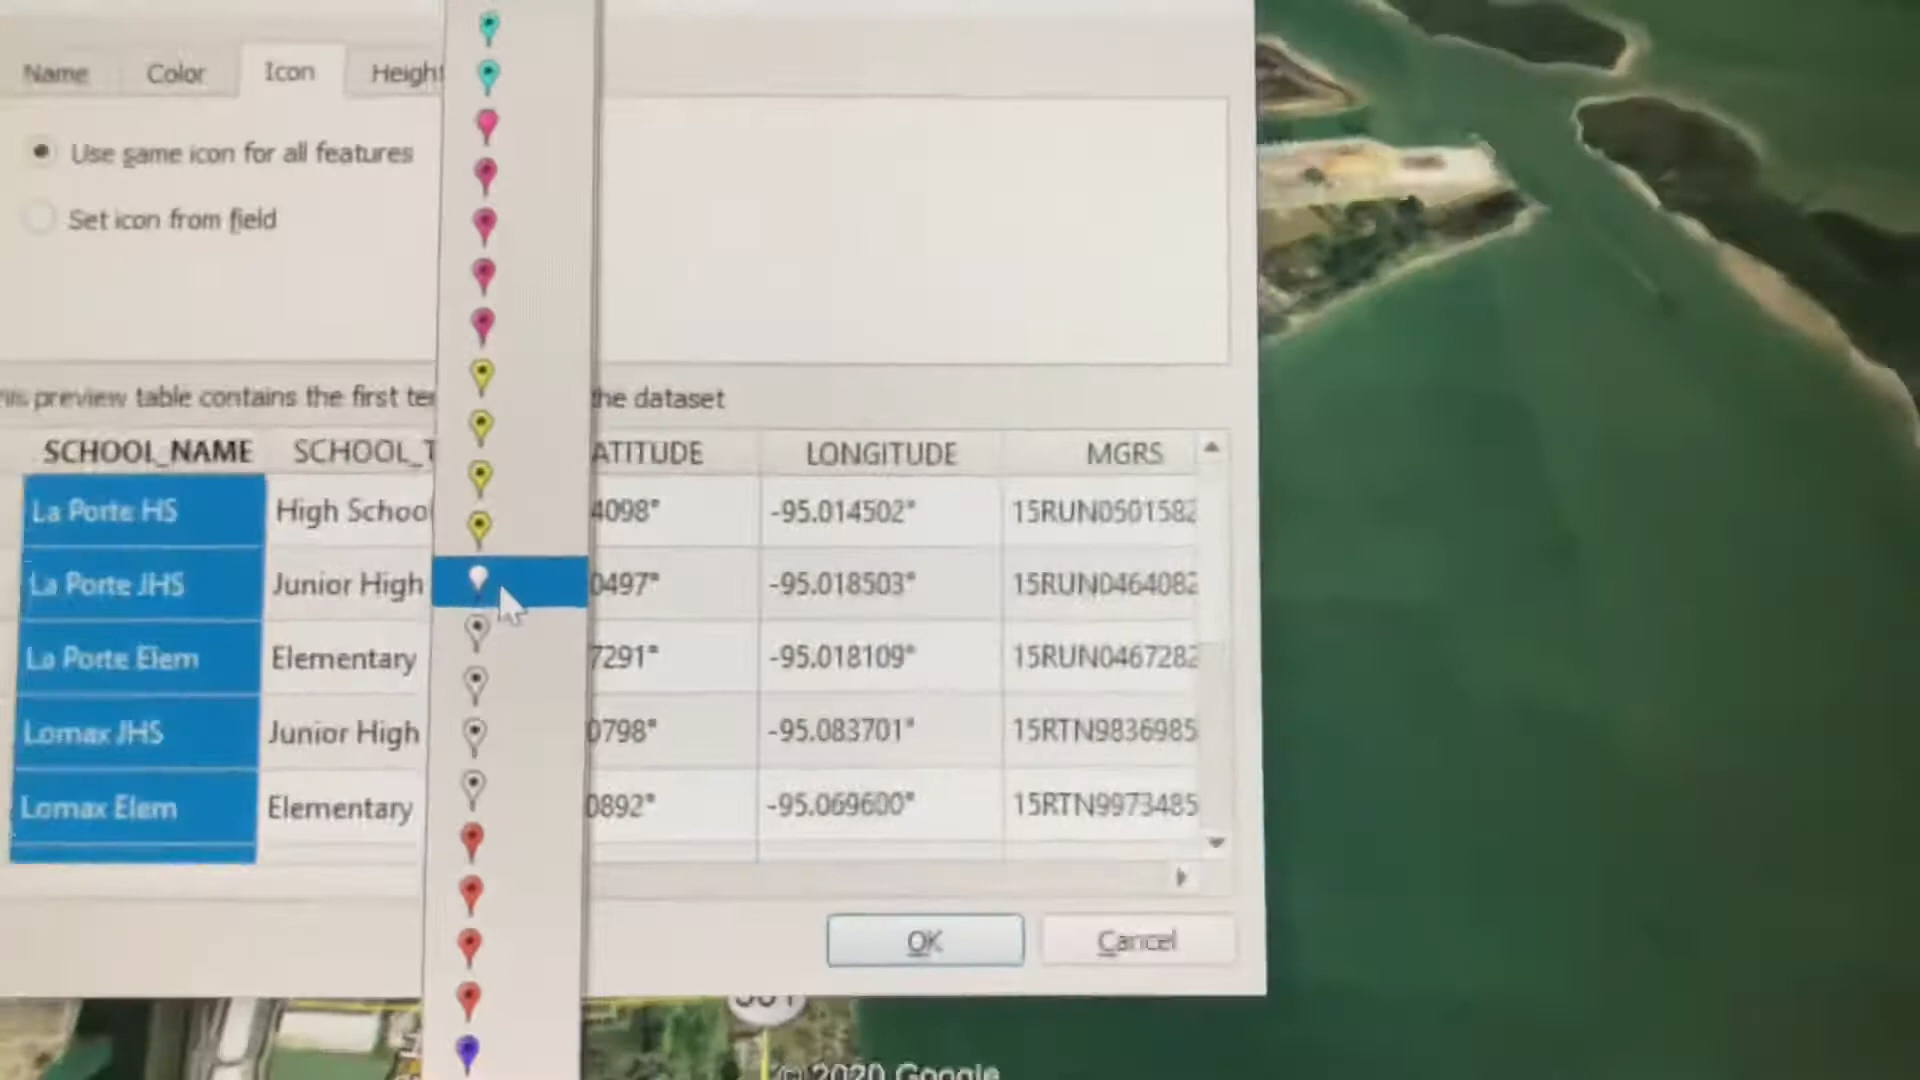 Name Color Icon Height
Use same icon for all features
Set icon from field
preview table contains the first te the dataset
SCHOOL_NAME SCHOOL_T ATITUDE LONGITUDE MGRS
La Porte HS High Schoo 4098° -95.014502° 15RUN0501582
La Porte JHS Junior High 0497° -95.018503° 15RUN0464082
La Porte Elem Elementary 7291° -95.018109° 15RUN0467282
Lomax JHS Junior High 0798° -95.083701° 15RTN9836985
Lomax Elem Elementary 0892° -95.069600° 15RTN9973485
OK Cancel
© 2020 Google